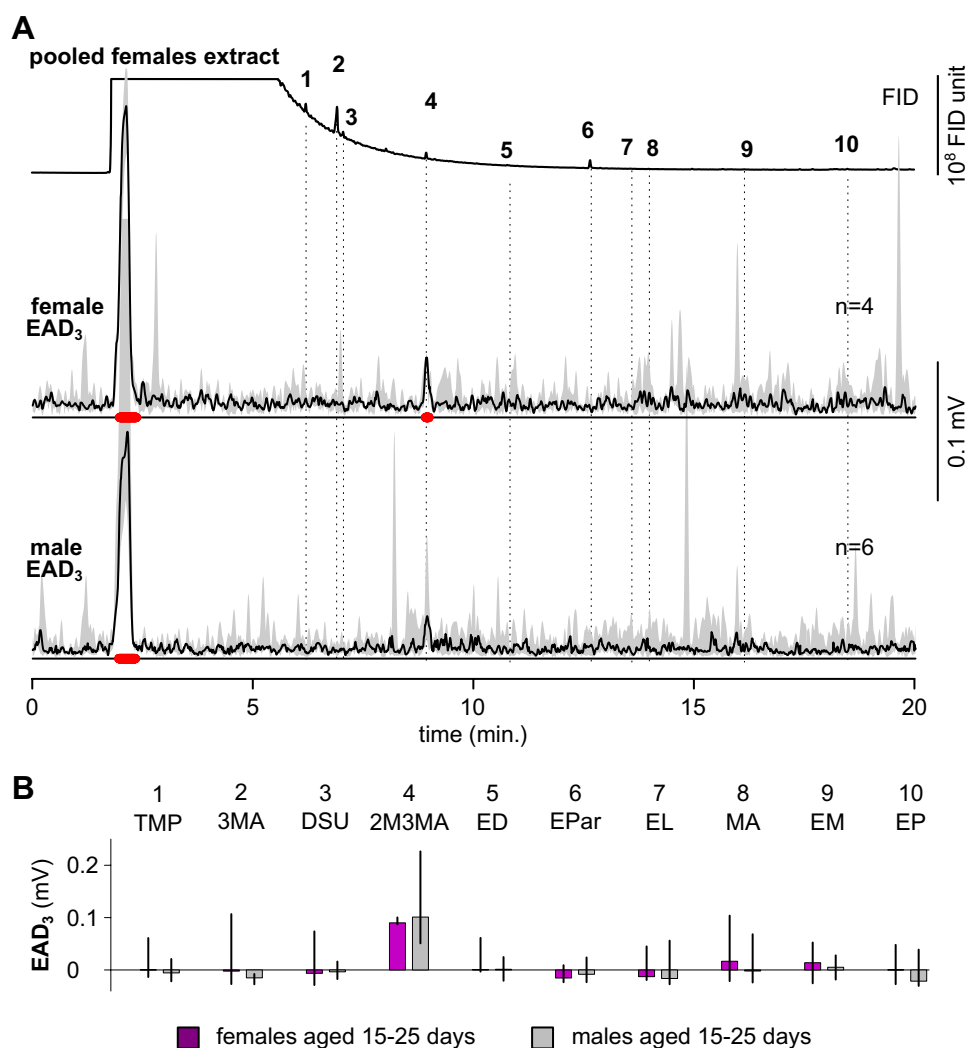 A
pooled females extract
1 2 3 4 5 6 7 8 9 10
FID
10⁸ FID unit
female
EAD₃
n=4
0.1 mV
male
EAD₃
n=6
0 5 10 15 20
time (min.)
B
1 2 3 4 5 6 7 8 9 10
TMP 3MA DSU 2M3MA ED EPar EL MA EM EP
EAD₃ (mV)
0.2
0.1
0
females aged 15-25 days males aged 15-25 days